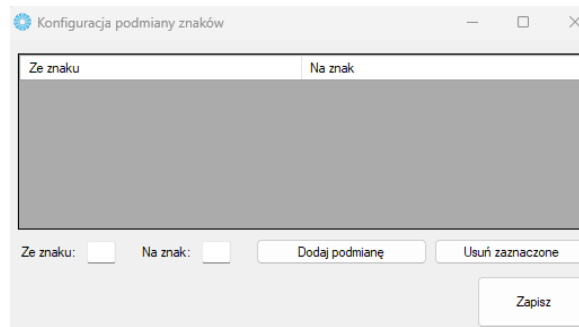 Konfiguracja podmiany znaków
Ze znaku Na znak
Ze znaku: Na znak: Dodaj podmianę Usuń zaznaczone
Zapisz